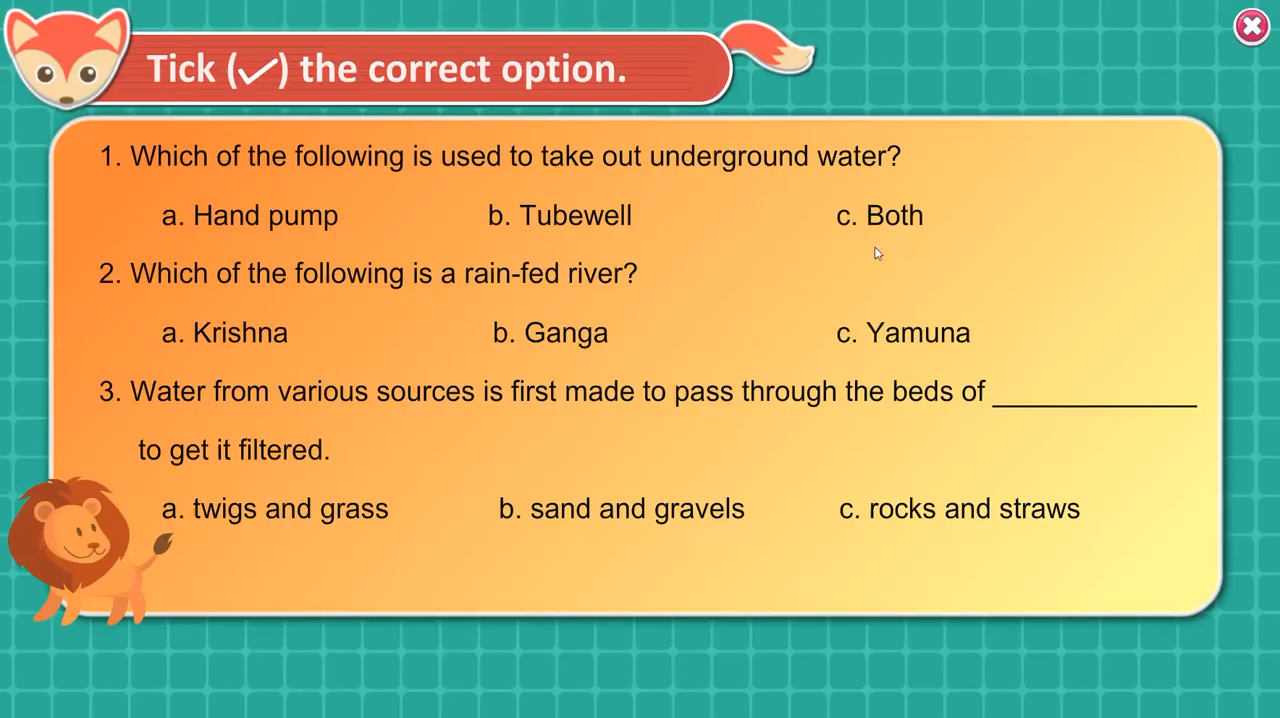 Tick (✓) the correct option.
1. Which of the following is used to take out underground water?
a. Hand pump b. Tubewell c. Both
2. Which of the following is a rain-fed river?
a. Krishna b. Ganga c. Yamuna
3. Water from various sources is first made to pass through the beds of ______________
to get it filtered.
a. twigs and grass b. sand and gravels c. rocks and straws